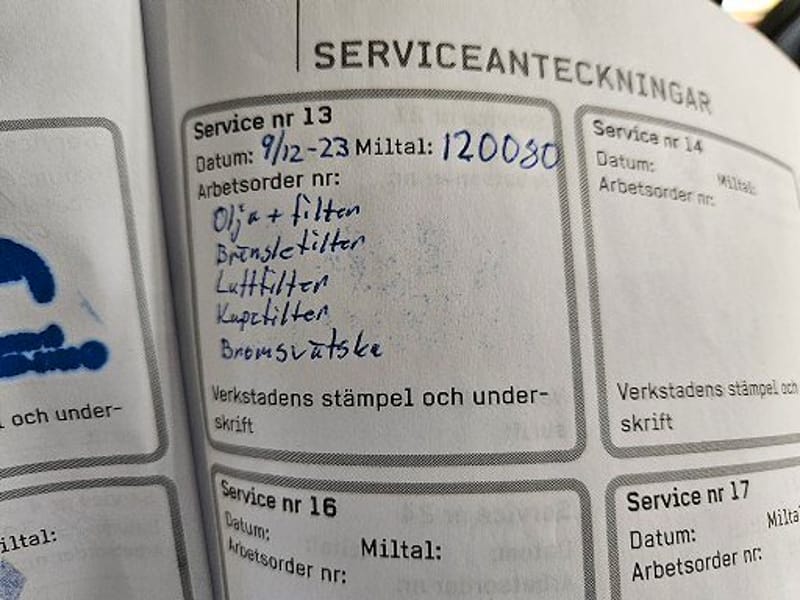 SERVICEANTECKNINGAR
Service nr 13
Datum: 9/12-23 Miltal: 120080
Arbetsorder nr:
Olja + filter
Bränslefilter
Luftfilter
Kupefilter
Bromsvätska
Verkstadens stämpel och under-
skrift
Service nr 14
Datum: Miltal:
Arbetsorder nr:
Verkstadens stämpel och
skrift
l och under-
iltal:
Service nr 16
Datum: Miltal:
Arbetsorder nr:
Service nr 17
Datum: Milta
Arbetsorder nr: